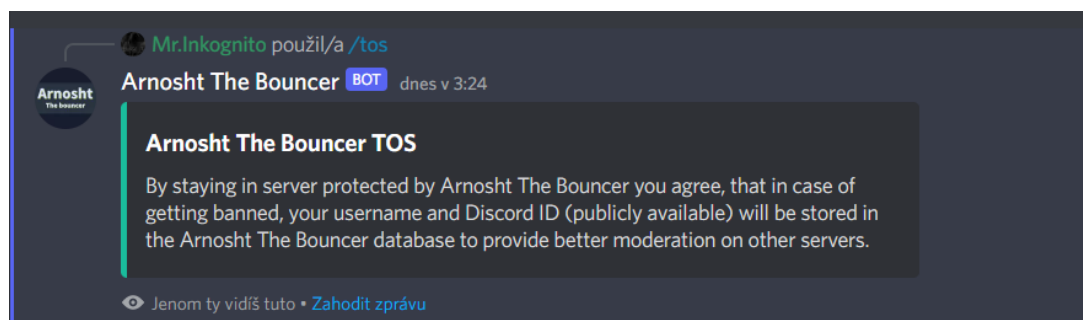 Mr.Inkognito použil/a /tos
Arnosht The Bouncer BOT dnes v 3:24
Arnosht
The bouncer
Arnosht The Bouncer TOS
By staying in server protected by Arnosht The Bouncer you agree, that in case of
getting banned, your username and Discord ID (publicly available) will be stored in
the Arnosht The Bouncer database to provide better moderation on other servers.
Jenom ty vidíš tuto • Zahodit zprávu